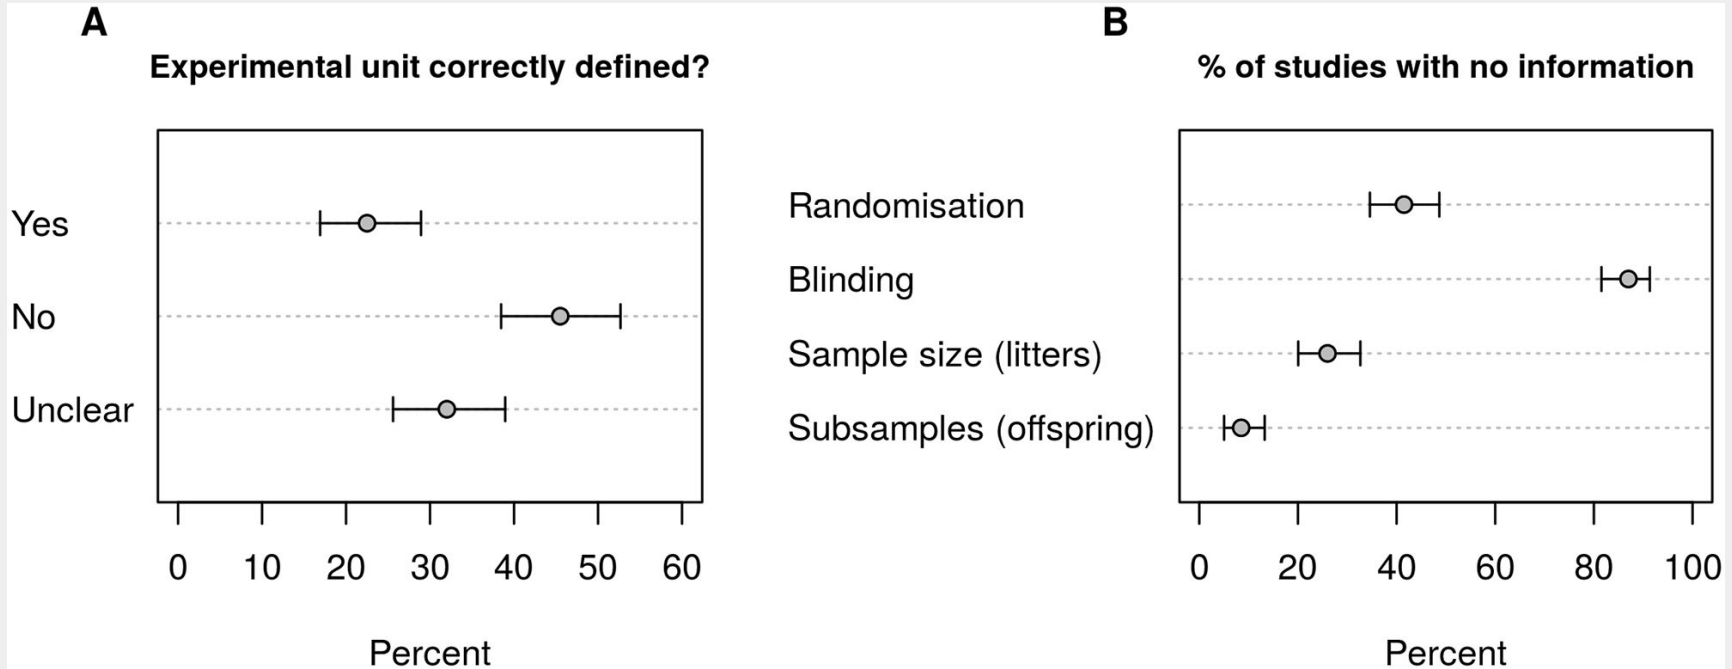 A
Experimental unit correctly defined?
Yes
No
Unclear
0 10 20 30 40 50 60
Percent
B
% of studies with no information
Randomisation
Blinding
Sample size (litters)
Subsamples (offspring)
0 20 40 60 80 100
Percent